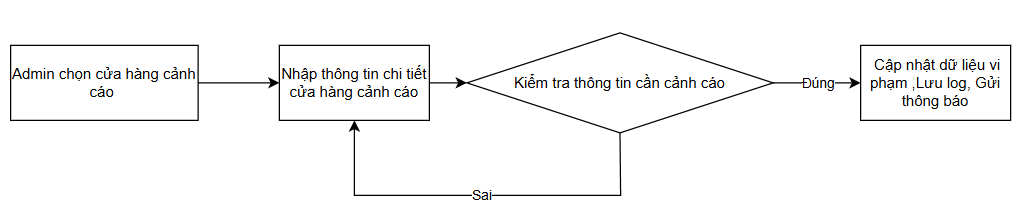 Admin chọn cửa hàng cảnh
cáo
Nhập thông tin chi tiết
cửa hàng cảnh cáo
Kiểm tra thông tin cần cảnh cáo
Đúng
Cập nhật dữ liệu vi
phạm ,Lưu log, Gửi
thông báo
Sai